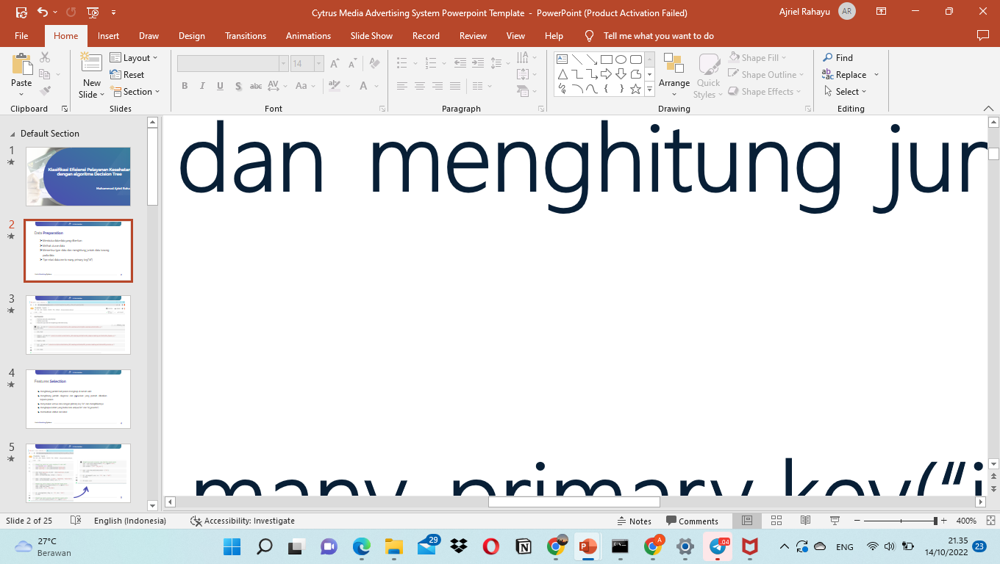 Cytrus Media Advertising System Powerpoint Template - PowerPoint (Product Activation Failed)
Ajriel Rahayu AR
File Home Insert Draw Design Transitions Animations Slide Show Record Review View Help Tell me what you want to do
Paste
Clipboard
New Slide
Layout
Reset
Section
Slides
14
B I U S abc AV Aa A
Font
Paragraph
Arrange
Quick Styles
Shape Fill
Shape Outline
Shape Effects
Drawing
Find
Replace
Select
Editing
Default Section
1
Klasifikasi Efisiensi Pelayanan Kesehatan
dengan algoritma Decision Tree
2
Data Preparation
3
4
Features Selection
5
dan menghitung jur
many primary key("i
Slide 2 of 25 English (Indonesia) Accessibility: Investigate Notes Comments 400%
27°C
Berawan
29
A
04
ENG
21.35
14/10/2022
23